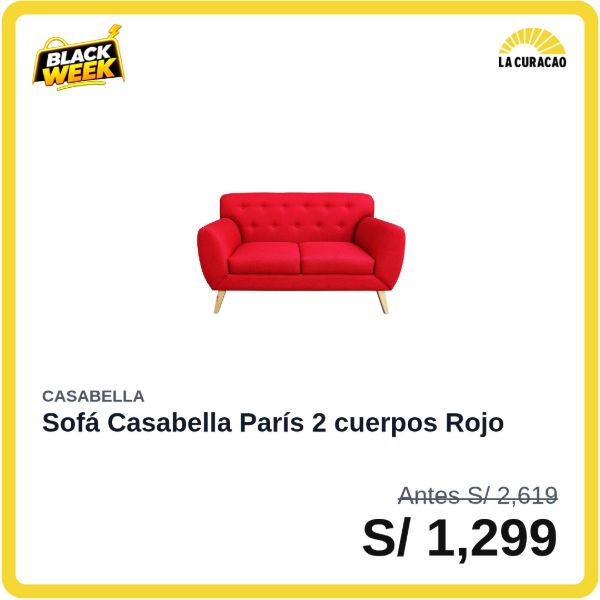 BLACK
WEEK
LA CURACAO
CASABELLA
Sofá Casabella París 2 cuerpos Rojo
Antes S/ 2,619
S/ 1,299